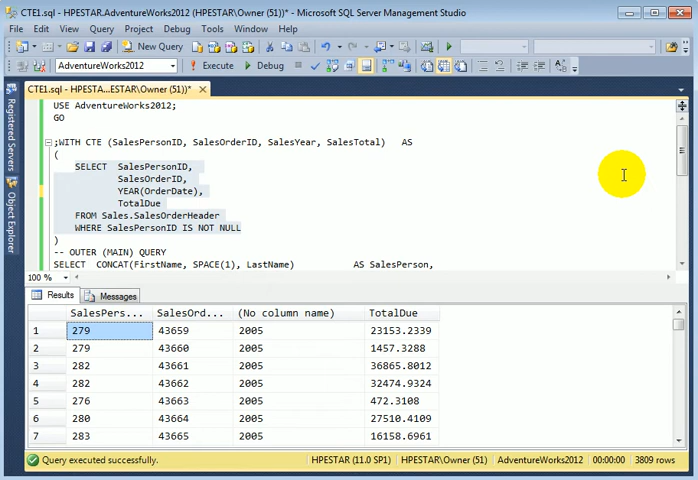 CTE1.sql - HPESTAR.AdventureWorks2012 (HPESTAR\Owner (51))* - Microsoft SQL Server Management Studio
File Edit View Query Project Debug Tools Window Help
New Query
AdventureWorks2012 Execute Debug
CTE1.sql - HPESTA...ESTAR\Owner (51))*
Registered Servers
Object Explorer
USE AdventureWorks2012;
GO
;WITH CTE (SalesPersonID, SalesOrderID, SalesYear, SalesTotal) AS
(
SELECT SalesPersonID,
SalesOrderID,
YEAR(OrderDate),
TotalDue
FROM Sales.SalesOrderHeader
WHERE SalesPersonID IS NOT NULL
)
-- OUTER (MAIN) QUERY
SELECT CONCAT(FirstName, SPACE(1), LastName) AS SalesPerson,
100 %
Results Messages
SalesPers... SalesOrd... (No column name) TotalDue
1 279 43659 2005 23153.2339
2 279 43660 2005 1457.3288
3 282 43661 2005 36865.8012
4 282 43662 2005 32474.9324
5 276 43663 2005 472.3108
6 280 43664 2005 27510.4109
7 283 43665 2005 16158.6961
Query executed successfully. HPESTAR (11.0 SP1) HPESTAR\Owner (51) AdventureWorks2012 00:00:00 3809 rows